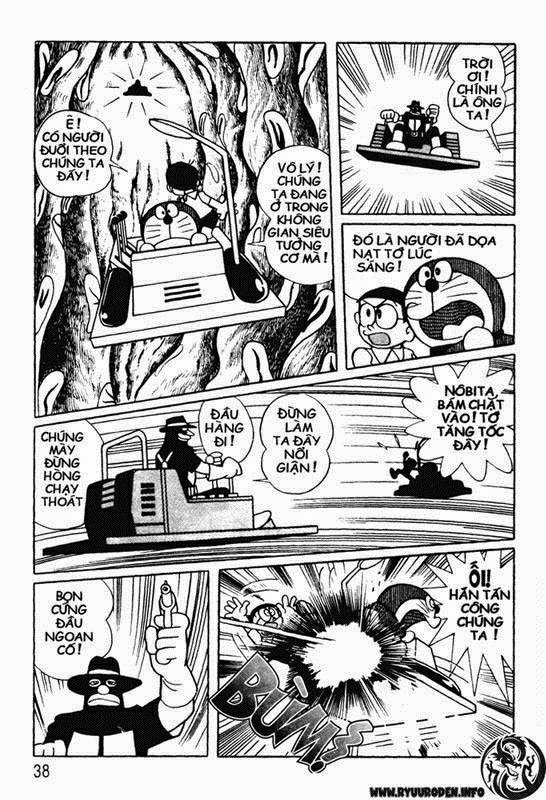 Ê!
CÓ NGƯỜI
ĐUỔI THEO
CHÚNG TA
ĐẤY!
VÔ LÝ!
CHÚNG
TA ĐANG
Ở TRONG
KHÔNG
GIAN SIÊU
TƯỞNG
CƠ MÀ!
TRỜI
ƠI!
CHÍNH
LÀ ÔNG
TA!
ĐÓ LÀ NGƯỜI ĐÃ DỌA
NẠT TỚ LÚC
SÁNG!
CHÚNG
MÀY
ĐỪNG
HÒNG
CHẠY
THOÁT
ĐẦU
HÀNG
ĐI!
ĐỪNG
LÀM
TA ĐÂY
NỔI
GIẬN!
NÔBITA,
BÁM CHẶT
VÀO! TỚ
TĂNG TỐC
ĐÂY!
BỌN
CỨNG
ĐẦU
NGOAN
CỐ!
ỐI!
HẮN TẤN
CÔNG
CHÚNG
TA!
BÙM!
38
WWW.RYUURODEN.INFO